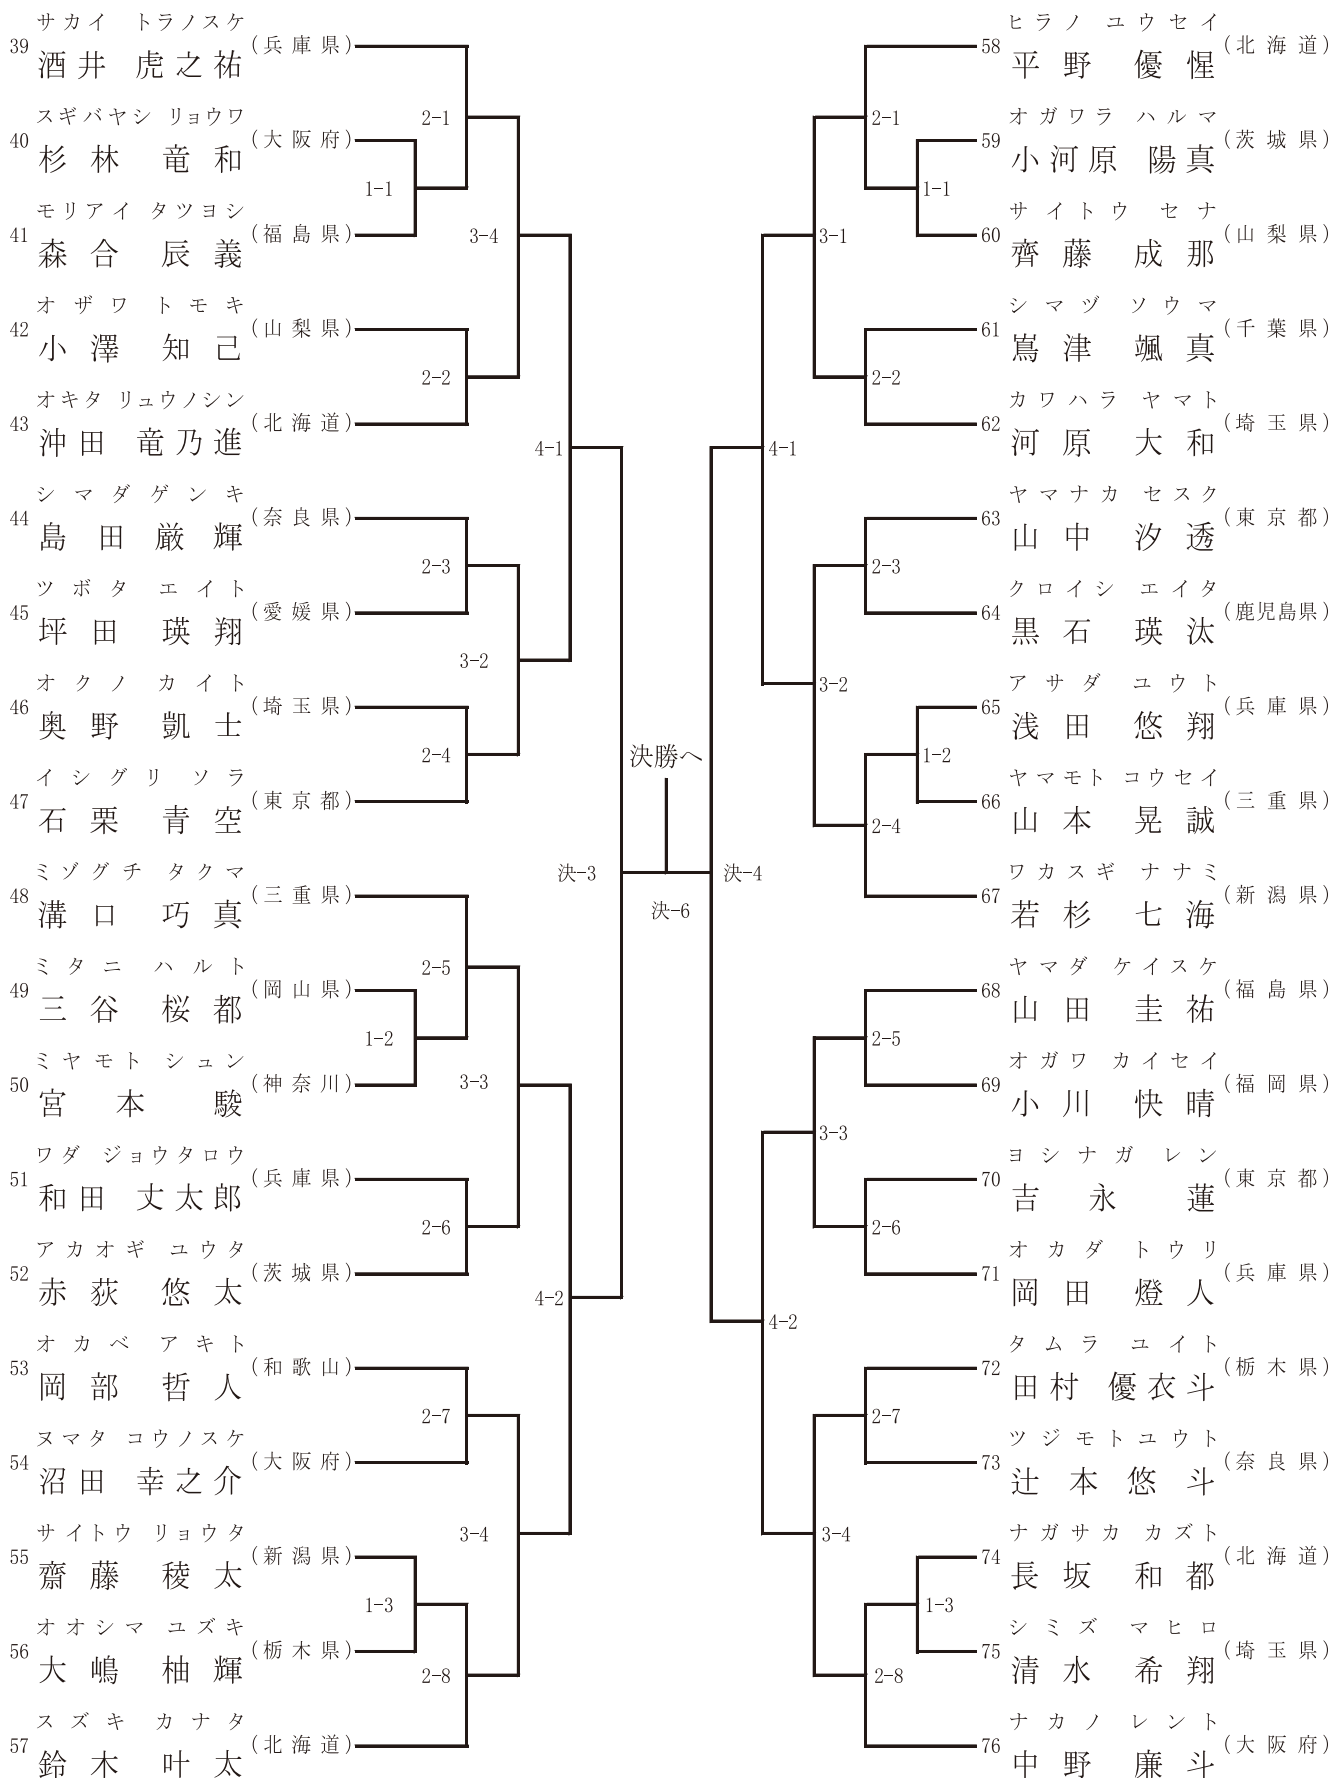 サカイ トラノスケ
39 酒井 虎之祐 (兵庫県)
スギバヤシ リョウワ
40 杉林 竜和 (大阪府)
モリアイ タツヨシ
41 森合 辰義 (福島県)
オザワ トモキ
42 小澤 知己 (山梨県)
オキタ リュウノシン
43 沖田 竜乃進 (北海道)
シマダゲンキ
44 島田厳輝 (奈良県)
ツボタ エイト
45 坪田 瑛翔 (愛媛県)
オクノ カイト
46 奥野 凱士 (埼玉県)
イシグリ ソラ
47 石栗 青空 (東京都)
ミゾグチ タクマ
48 溝口 巧真 (三重県)
ミタニ ハルト
49 三谷 桜都 (岡山県)
ミヤモト シュン
50 宮本 駿 (神奈川)
ワダ ジョウタロウ
51 和田 丈太郎 (兵庫県)
アカオギ ユウタ
52 赤荻 悠太 (茨城県)
オカベ アキト
53 岡部 哲人 (和歌山)
ヌマタ コウノスケ
54 沼田 幸之介 (大阪府)
サイトウ リョウタ
55 齋藤 稜太 (新潟県)
オオシマ ユズキ
56 大嶋 柚輝 (栃木県)
スズキ カナタ
57 鈴木 叶太 (北海道)
1-1
1-2
1-3
2-1
2-2
2-3
2-4
2-5
2-6
2-7
2-8
3-4
3-2
3-3
3-4
4-1
4-2
決-3
決勝へ
決-6
決-4
4-1
4-2
3-1
3-2
3-3
3-4
2-1
2-2
2-3
2-4
2-5
2-6
2-7
2-8
1-1
1-2
1-3
ヒラノ ユウセイ
58 平野 優惺 (北海道)
オガワラ ハルマ
59 小河原 陽真 (茨城県)
サイトウ セナ
60 齊藤 成那 (山梨県)
シマヅ ソウマ
61 嶌津 颯真 (千葉県)
カワハラ ヤマト
62 河原 大和 (埼玉県)
ヤマナカ セスク
63 山中 汐透 (東京都)
クロイシ エイタ
64 黒石 瑛汰 (鹿児島県)
アサダ ユウト
65 浅田 悠翔 (兵庫県)
ヤマモト コウセイ
66 山本 晃誠 (三重県)
ワカスギ ナナミ
67 若杉 七海 (新潟県)
ヤマダ ケイスケ
68 山田 圭祐 (福島県)
オガワ カイセイ
69 小川 快晴 (福岡県)
ヨシナガ レン
70 吉永 蓮 (東京都)
オカダ トウリ
71 岡田 燈人 (兵庫県)
タムラ ユイト
72 田村 優衣斗 (栃木県)
ツジモトユウト
73 辻本悠斗 (奈良県)
ナガサカ カズト
74 長坂 和都 (北海道)
シミズ マヒロ
75 清水 希翔 (埼玉県)
ナカノ レント
76 中野 廉斗 (大阪府)